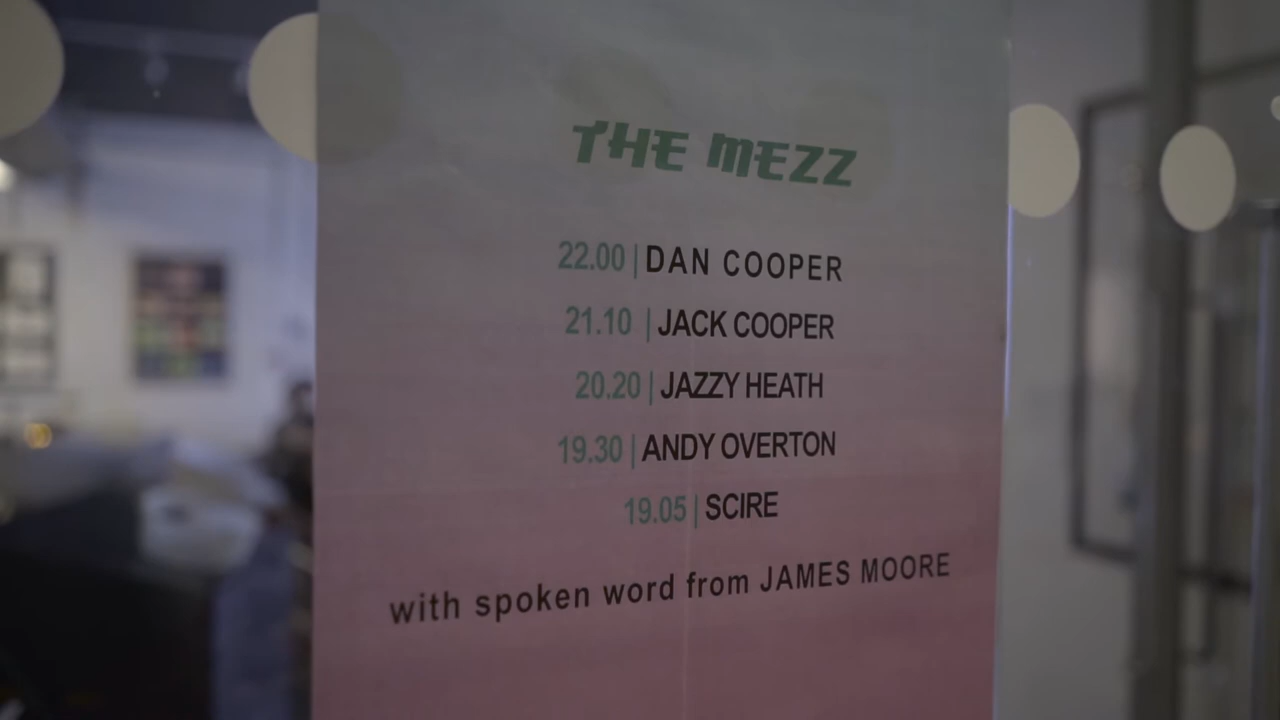 THE MEZZ
22.00 | DAN COOPER
21.10 | JACK COOPER
20.20 | JAZZY HEATH
19.30 | ANDY OVERTON
19.05 | SCIRE
with spoken word from JAMES MOORE